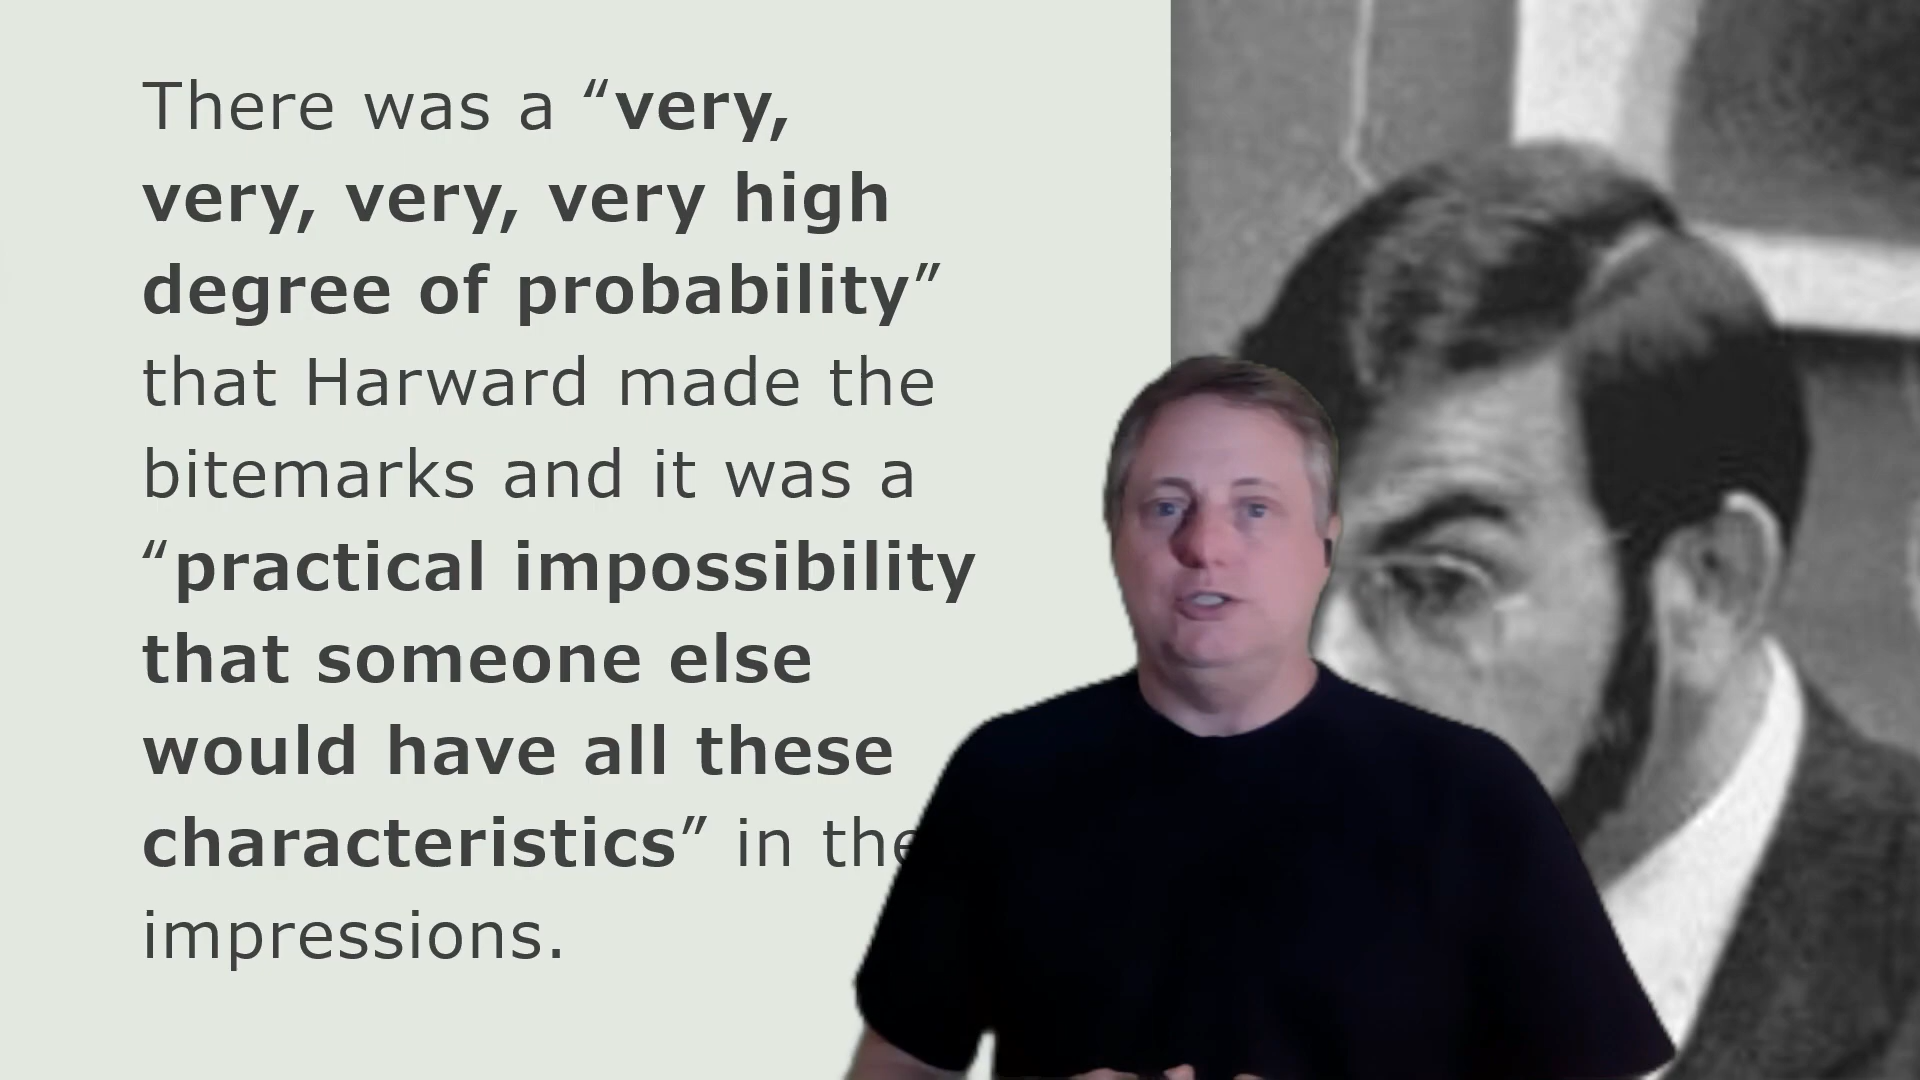 There was a “very,
very, very, very high
degree of probability”
that Harward made the
bitemarks and it was a
“practical impossibility
that someone else
would have all these
characteristics” in the
impressions.